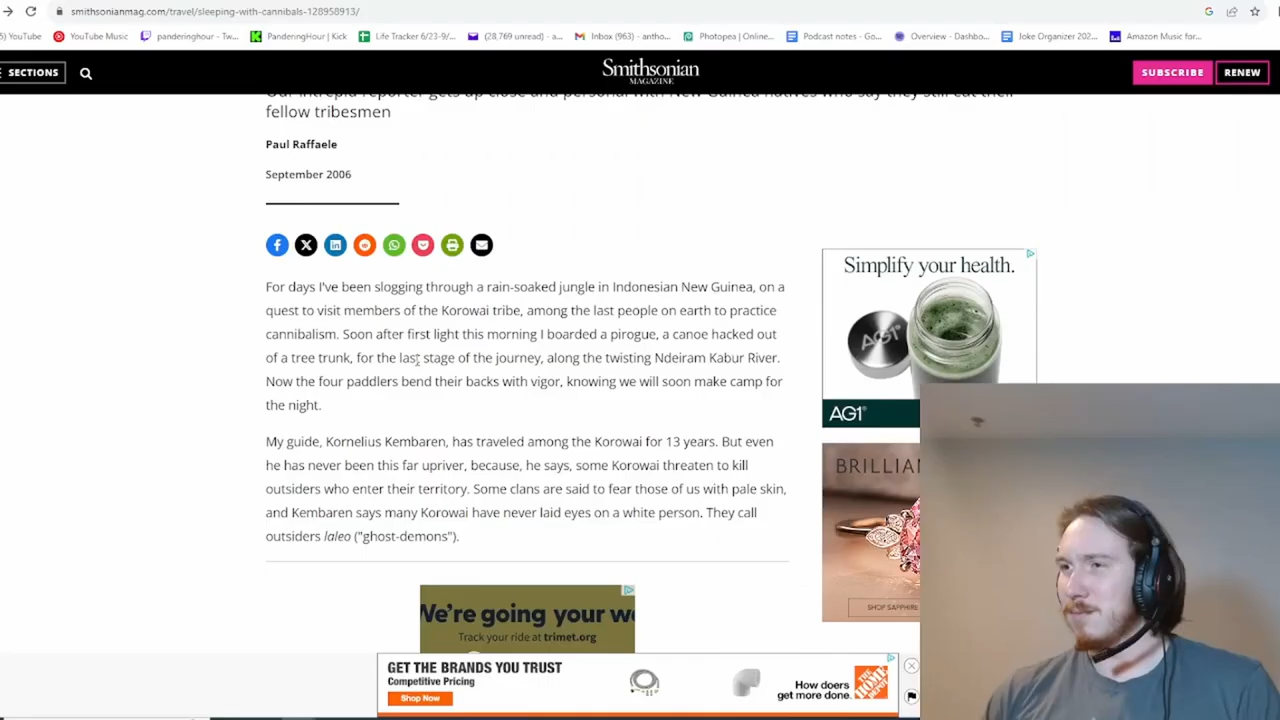 smithsonianmag.com/travel/sleeping-with-cannibals-128958913/
5) YouTube YouTube Music panderinghour - Tw... PanderingHour | Kick Life Tracker 6/23-9/... (28,769 unread) - a... Inbox (963) - antho... Photopea | Online... Podcast notes - Go... Overview - Dashbo... Joke Organizer 202... Amazon Music for...
SECTIONS
Smithsonian
MAGAZINE
SUBSCRIBE
RENEW
Our intrepid reporter gets up close and personal with New Guinea natives who say they still eat their
fellow tribesmen
Paul Raffaele
September 2006
For days I've been slogging through a rain-soaked jungle in Indonesian New Guinea, on a
quest to visit members of the Korowai tribe, among the last people on earth to practice
cannibalism. Soon after first light this morning I boarded a pirogue, a canoe hacked out
of a tree trunk, for the last stage of the journey, along the twisting Ndeiram Kabur River.
Now the four paddlers bend their backs with vigor, knowing we will soon make camp for
the night.
My guide, Kornelius Kembaren, has traveled among the Korowai for 13 years. But even
he has never been this far upriver, because, he says, some Korowai threaten to kill
outsiders who enter their territory. Some clans are said to fear those of us with pale skin,
and Kembaren says many Korowai have never laid eyes on a white person. They call
outsiders laleo ("ghost-demons").
Simplify your health.
AG1
AG1
BRILLIAN
SHOP SAPPHIRE
We're going your w
Track your ride at trimet.org
GET THE BRANDS YOU TRUST
Competitive Pricing
Shop Now
How doers
get more done.
THE HOME DEPOT